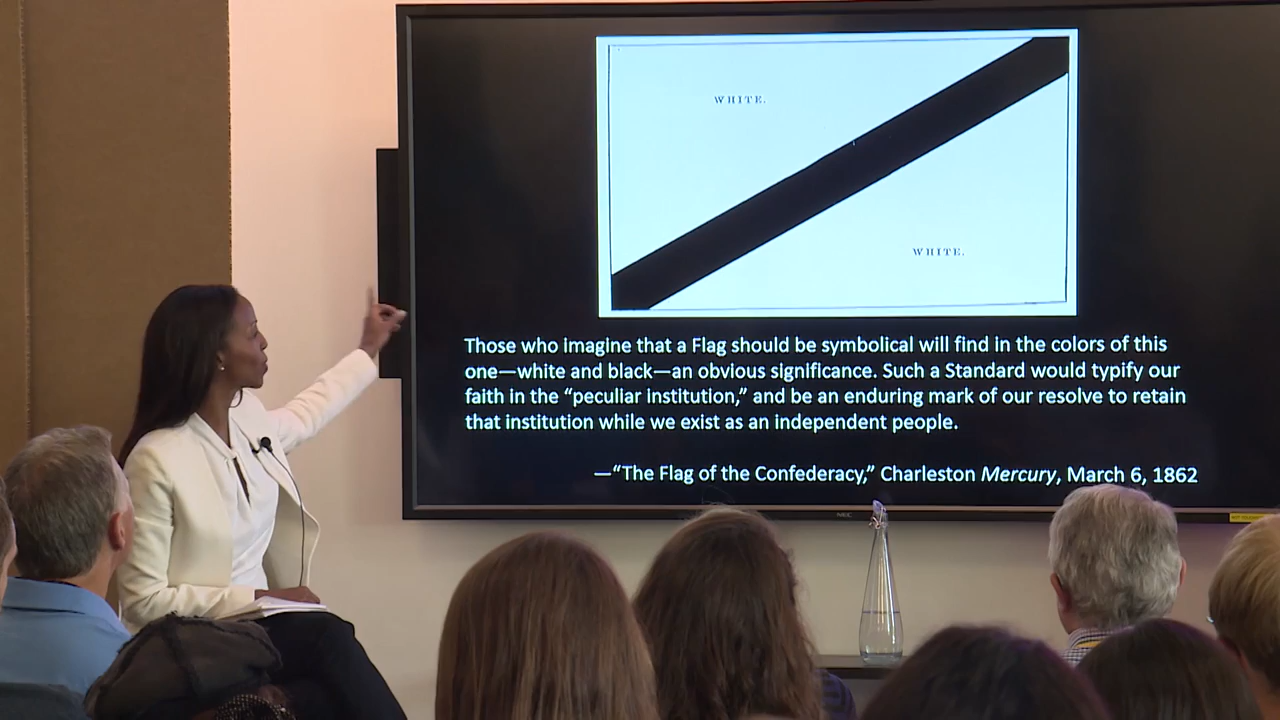 WHITE.
WHITE.
Those who imagine that a Flag should be symbolical will find in the colors of this
one—white and black—an obvious significance. Such a Standard would typify our
faith in the “peculiar institution,” and be an enduring mark of our resolve to retain
that institution while we exist as an independent people.
—“The Flag of the Confederacy,” Charleston Mercury, March 6, 1862
NEC